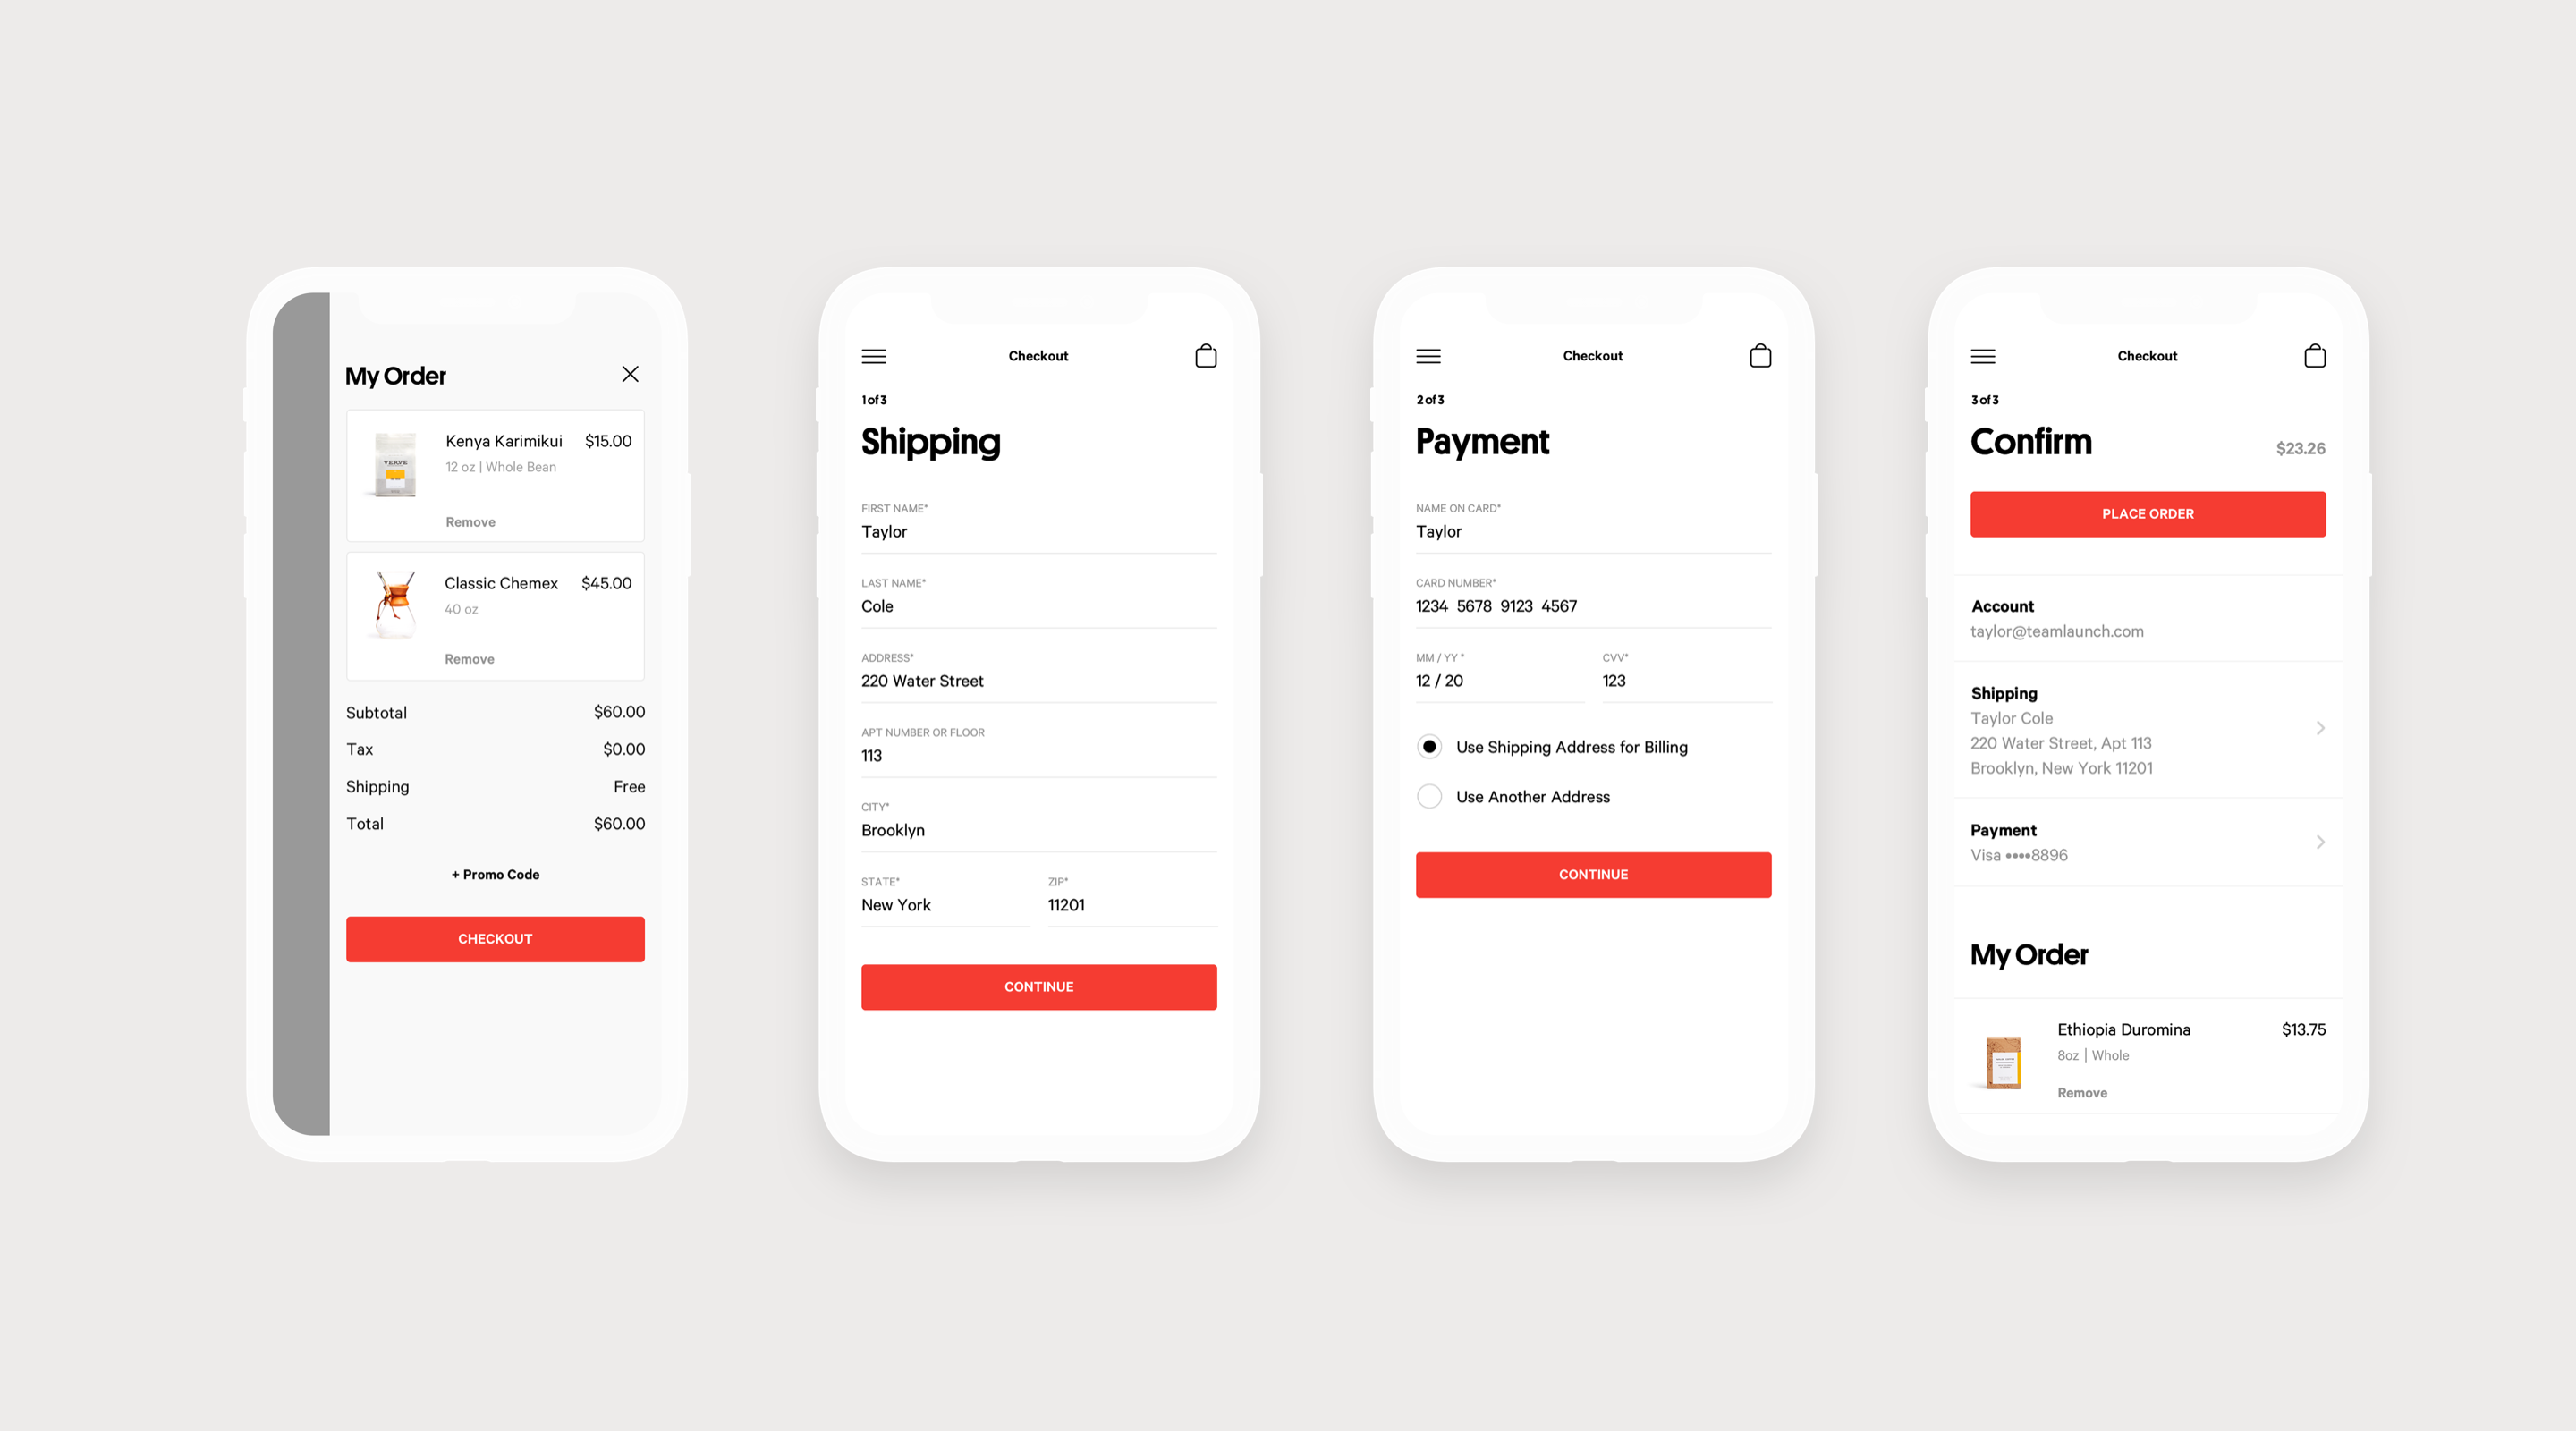 My Order
Kenya Karimikui $15.00
12 oz | Whole Bean
VERVE
Remove
Classic Chemex $45.00
40 oz
Remove
Subtotal $60.00
Tax $0.00
Shipping Free
Total $60.00
+ Promo Code
CHECKOUT
Checkout
1 of 3
Shipping
FIRST NAME*
Taylor
LAST NAME*
Cole
ADDRESS*
220 Water Street
APT NUMBER OR FLOOR
113
CITY*
Brooklyn
STATE* ZIP*
New York 11201
CONTINUE
Checkout
2 of 3
Payment
NAME ON CARD*
Taylor
CARD NUMBER*
1234 5678 9123 4567
MM / YY * CVV*
12 / 20 123
Use Shipping Address for Billing
Use Another Address
CONTINUE
Checkout
3 of 3
Confirm $23.26
PLACE ORDER
Account
taylor@teamlaunch.com
Shipping
Taylor Cole
220 Water Street, Apt 113
Brooklyn, New York 11201
Payment
Visa ••••8896
My Order
Ethiopia Duromina $13.75
8oz | Whole
Remove